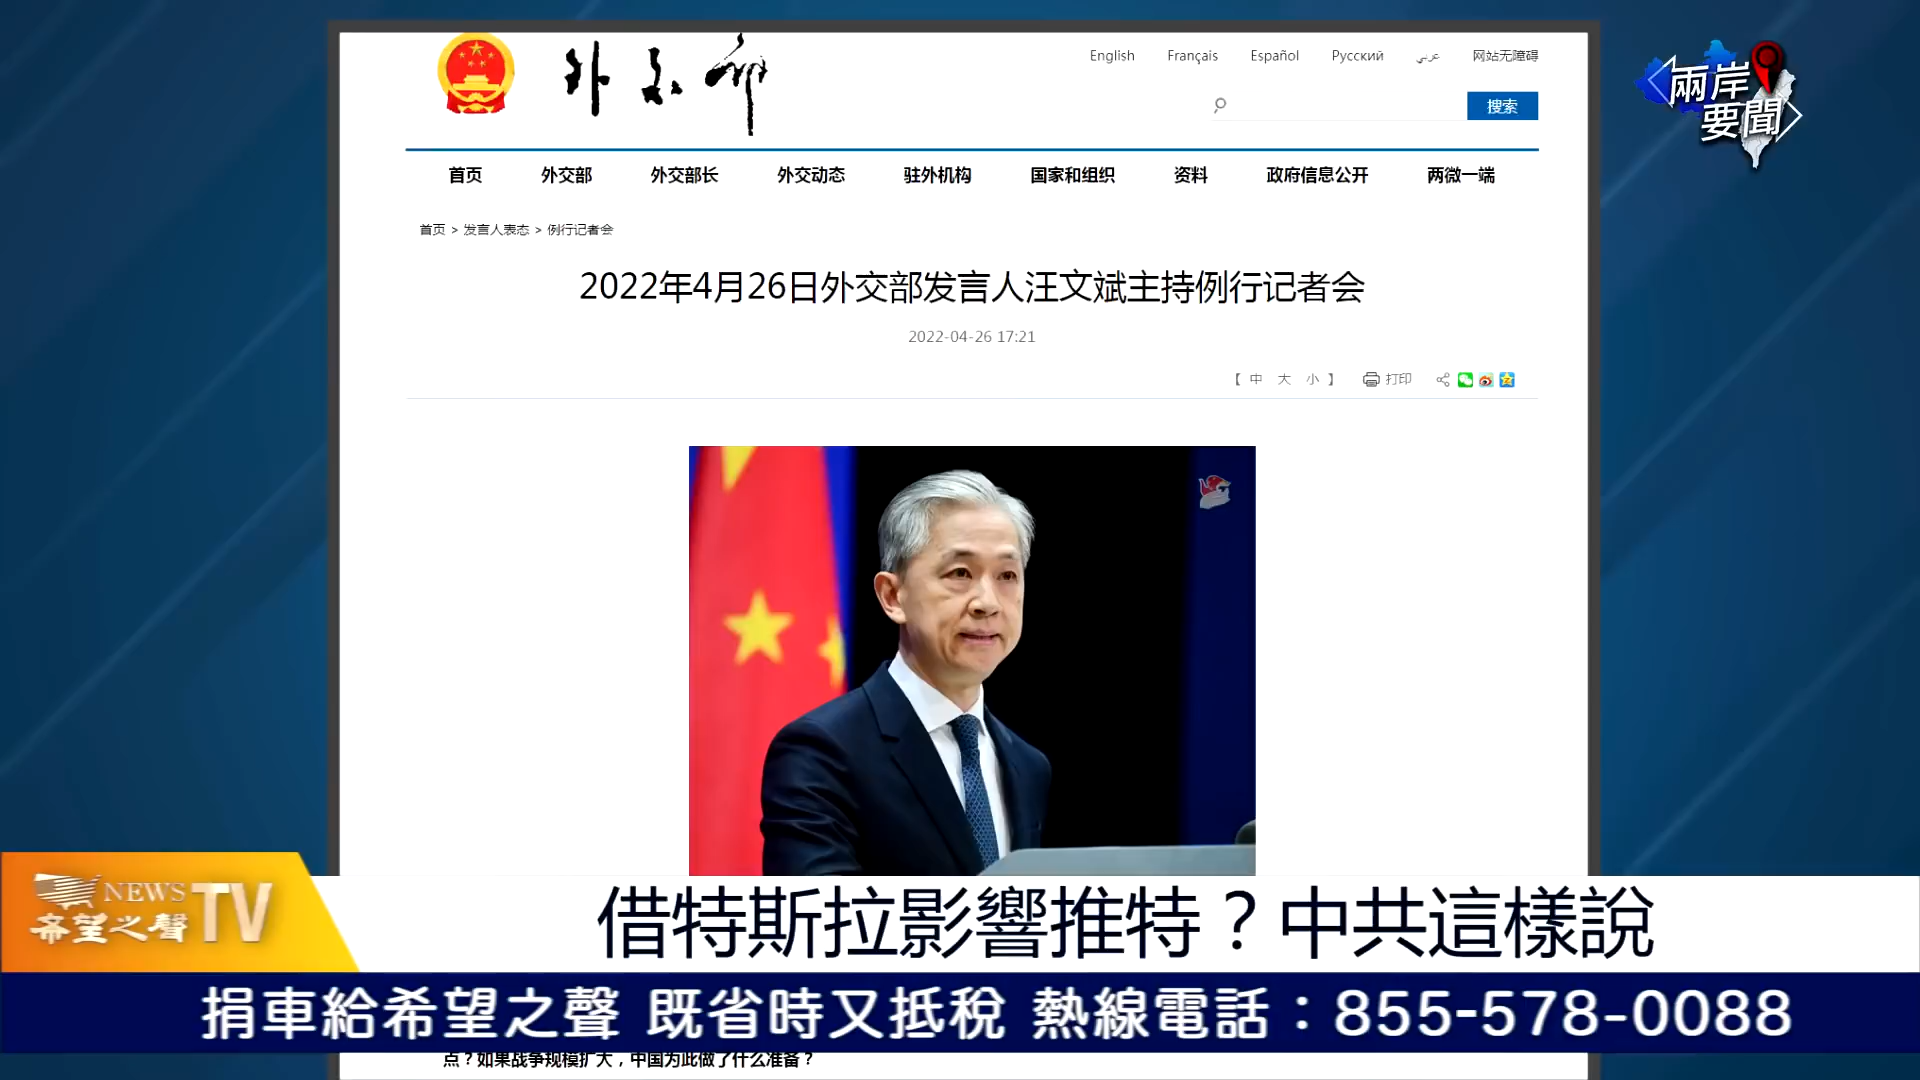 外交部
English Français Español Русский عربي 网站无障碍
搜索
兩岸
要聞
首页 外交部 外交部长 外交动态 驻外机构 国家和组织 资料 政府信息公开 两微一端
首页 > 发言人表态 > 例行记者会
2022年4月26日外交部发言人汪文斌主持例行记者会
2022-04-26 17:21
【 中 大 小 】 打印
NEWS
希望之聲 TV
借特斯拉影響推特？中共這樣說
捐車給希望之聲 既省時又抵稅 熱線電話：855-578-0088
点？如果战争规模扩大，中国为此做了什么准备？